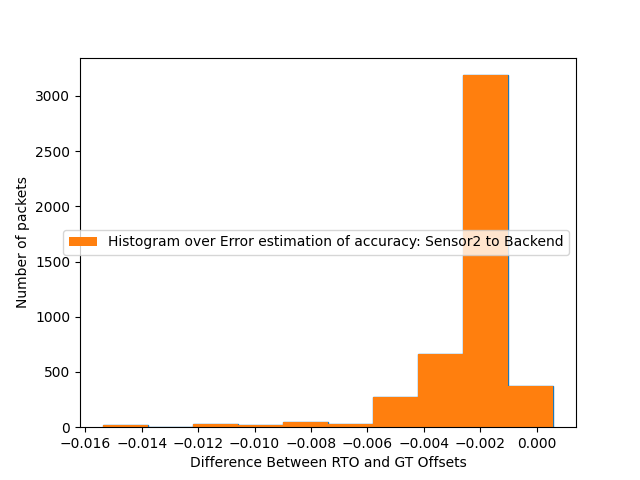 3000
2500
2000
1500
1000
500
0
Number of packets
Histogram over Error estimation of accuracy: Sensor2 to Backend
−0.016 −0.014 −0.012 −0.010 −0.008 −0.006 −0.004 −0.002 0.000
Difference Between RTO and GT Offsets